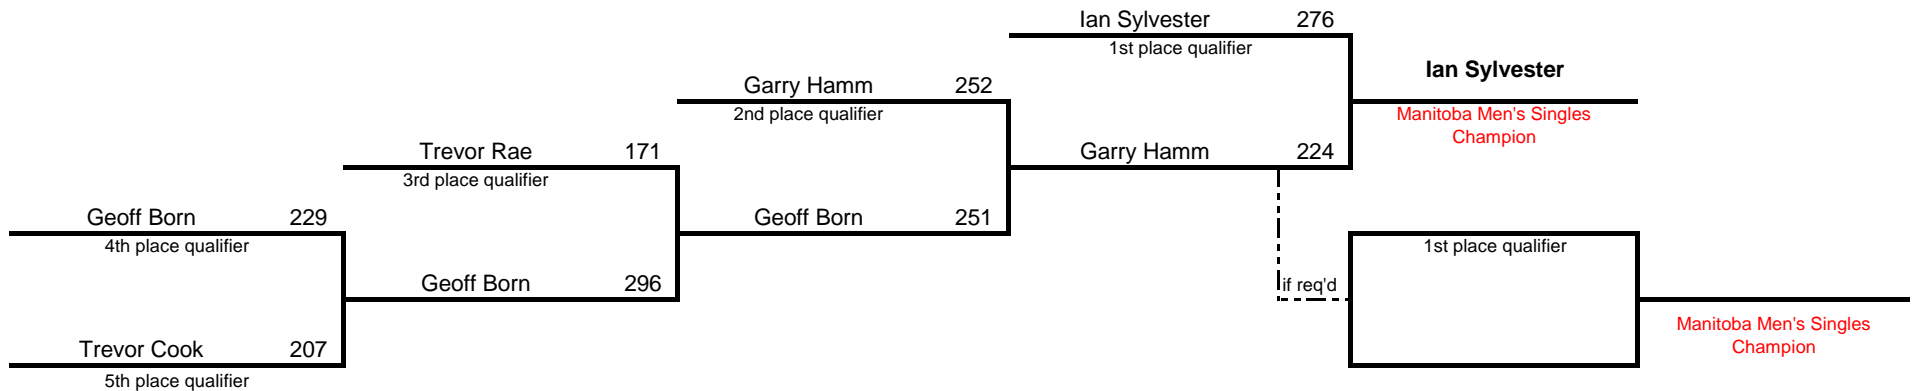 Ian Sylvester 276
1st place qualifier
Ian Sylvester
Manitoba Men's Singles
Champion
Garry Hamm 252
2nd place qualifier
Trevor Rae 171
3rd place qualifier
Garry Hamm 224
Geoff Born 229
4th place qualifier
Geoff Born 251
1st place qualifier
Geoff Born 296
if req'd
Manitoba Men's Singles
Champion
Trevor Cook 207
5th place qualifier